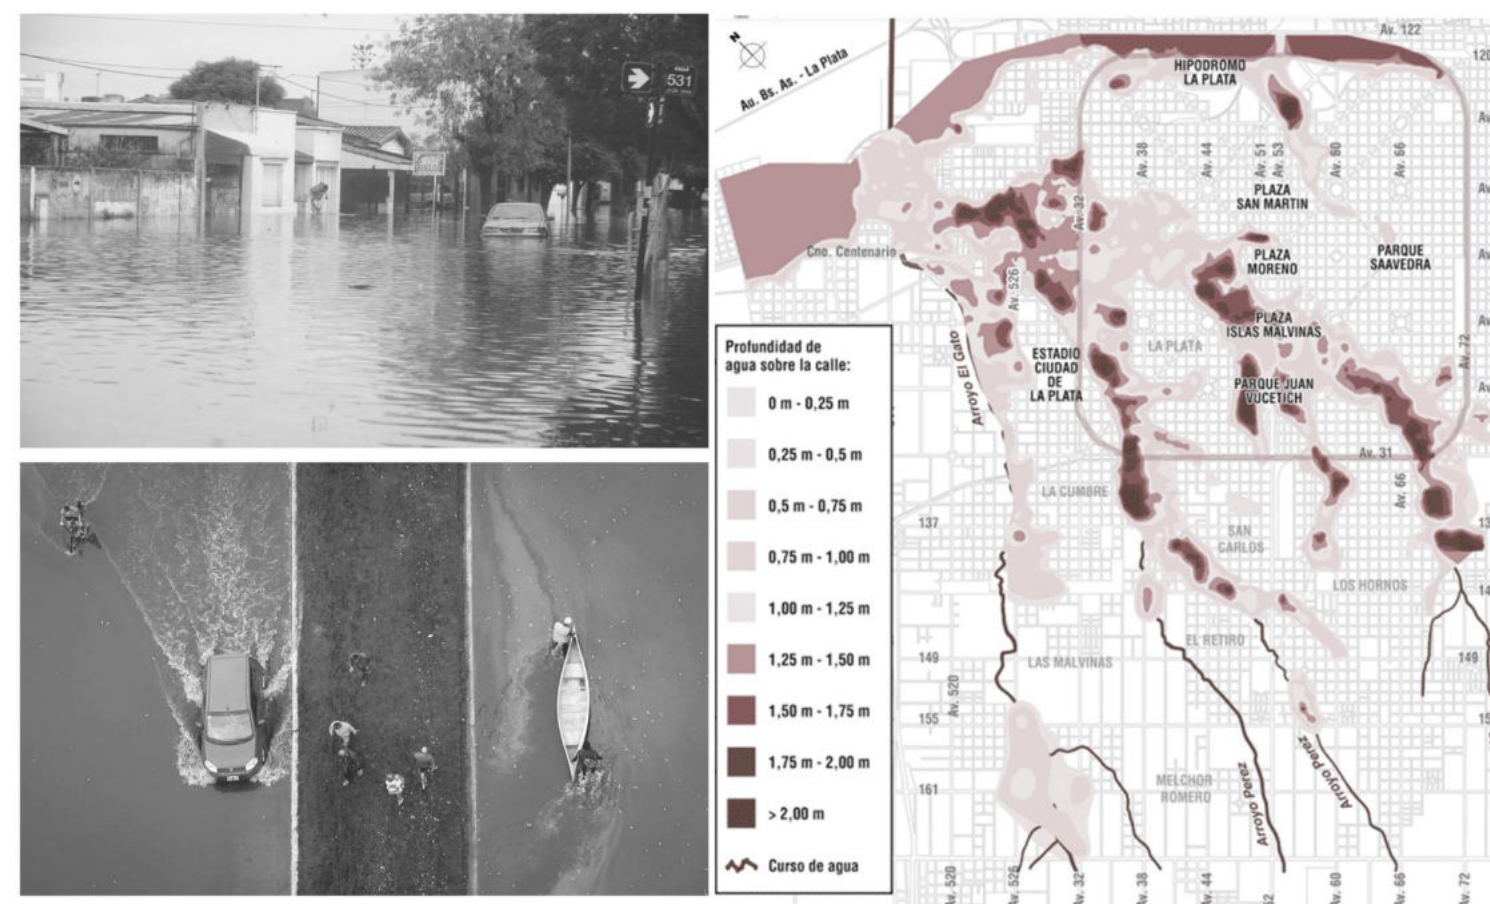 CALLE
531
N
Au. Bs. As. - La Plata
Av. 122
120
HIPODROMO
LA PLATA
Av. 38
Av. 44
Av. 51
Av. 53
Av. 60
Av. 66
PLAZA
SAN MARTIN
Av. 32
Cno. Centenario
PLAZA
MORENO
PARQUE
SAAVEDRA
Av. 526
PLAZA
ISLAS MALVINAS
LA PLATA
Arroyo El Gato
ESTADIO
CIUDAD
DE
LA PLATA
PARQUE JUAN
VUCETICH
Av. 72
Av. 31
Av. 66
LA CUMBRE
137
SAN
CARLOS
LOS HORNOS
EL RETIRO
149
LAS MALVINAS
149
Av. 520
155
MELCHOR
ROMERO
161
Arroyo Perez
Arroyo Perez
Av. 520
Av. 526
Av. 32
Av. 38
Av. 44
Av. 60
Av. 66
Av. 72
Profundidad de
agua sobre la calle:
0 m - 0,25 m
0,25 m - 0,5 m
0,5 m - 0,75 m
0,75 m - 1,00 m
1,00 m - 1,25 m
1,25 m - 1,50 m
1,50 m - 1,75 m
1,75 m - 2,00 m
> 2,00 m
Curso de agua